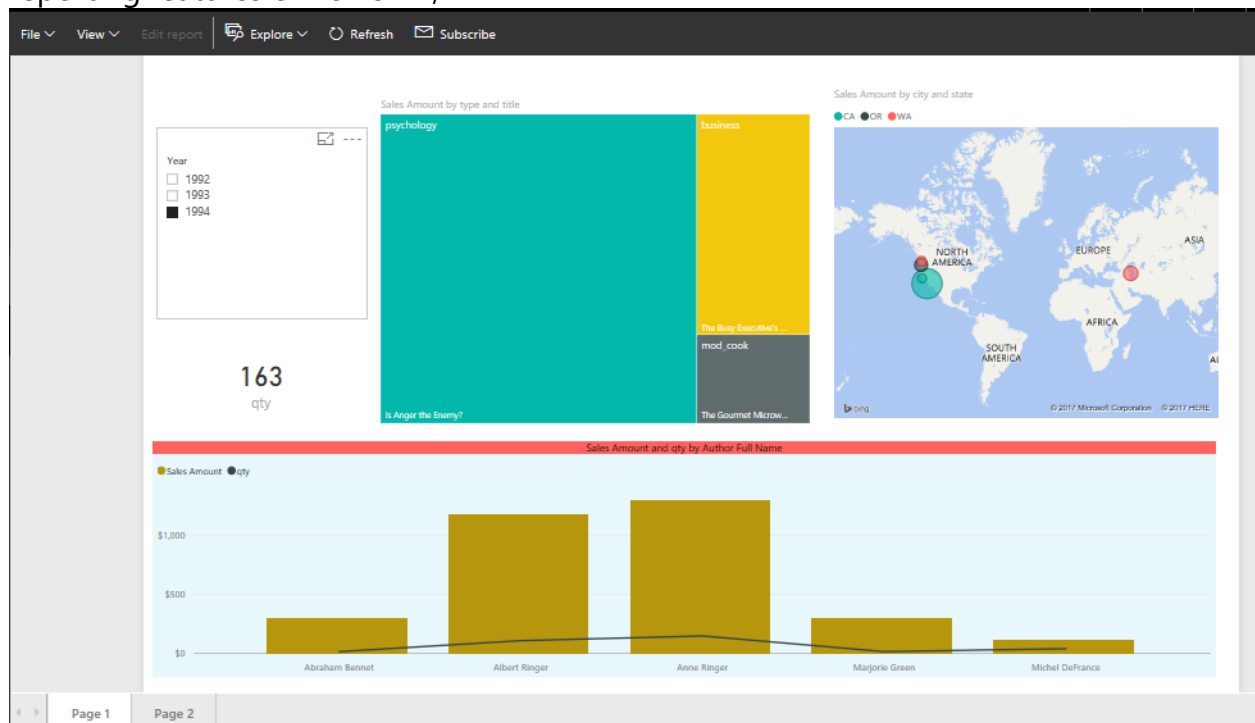 File View Edit report Explore Refresh Subscribe
Year
1992
1993
1994
163
qty
Sales Amount by type and title
psychology
business
The Busy Executive's ...
mod_cook
Is Anger the Enemy?
The Gourmet Microw...
Sales Amount by city and state
CA OR WA
NORTH
AMERICA
EUROPE
ASIA
AFRICA
SOUTH
AMERICA
bing
© 2017 Microsoft Corporation © 2017 HERE
Sales Amount and qty by Author Full Name
Sales Amount qty
$1,000
$500
$0
Abraham Bennet Albert Ringer Anne Ringer Marjorie Green Michel DeFrance
Page 1 Page 2